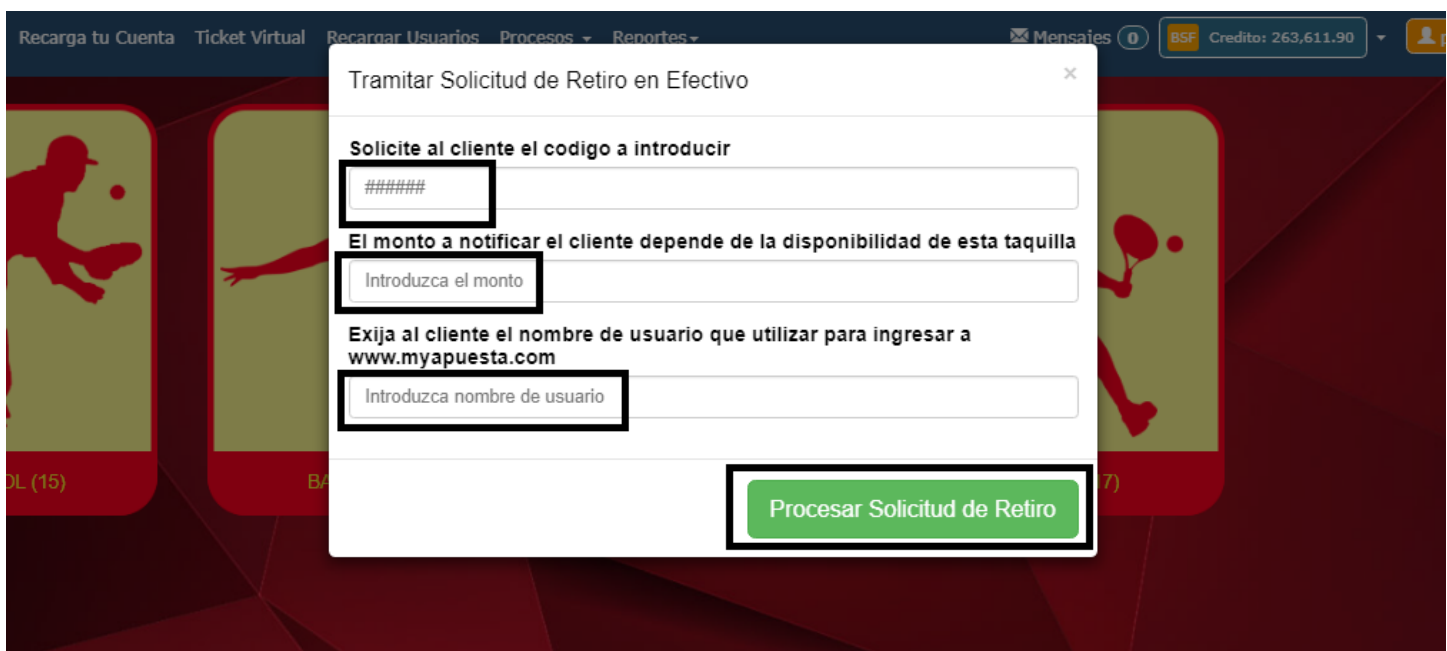 Recarga tu Cuenta Ticket Virtual Recargar Usuarios Procesos Reportes Mensajes 0 BSF Credito: 263,611.90
Tramitar Solicitud de Retiro en Efectivo ×
Solicite al cliente el codigo a introducir
######
El monto a notificar el cliente depende de la disponibilidad de esta taquilla
Introduzca el monto
Exija al cliente el nombre de usuario que utilizar para ingresar a
www.myapuesta.com
Introduzca nombre de usuario
OL (15) BA 7)
Procesar Solicitud de Retiro